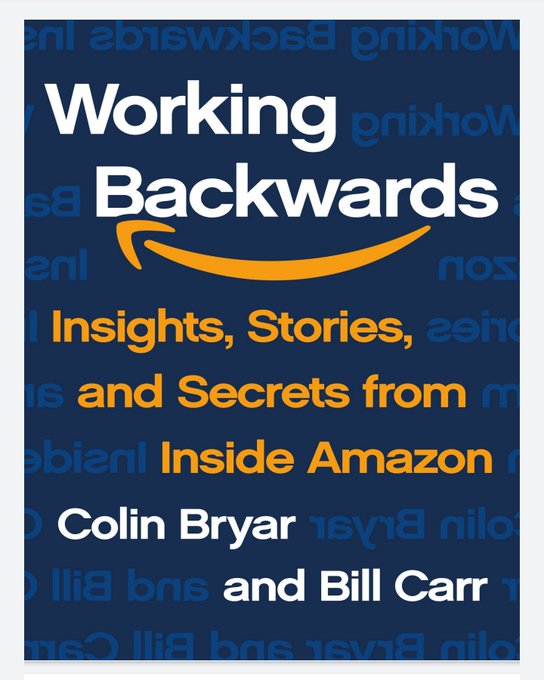 Working
Backwards
Insights, Stories,
and Secrets from
Inside Amazon
Colin Bryar
and Bill Carr